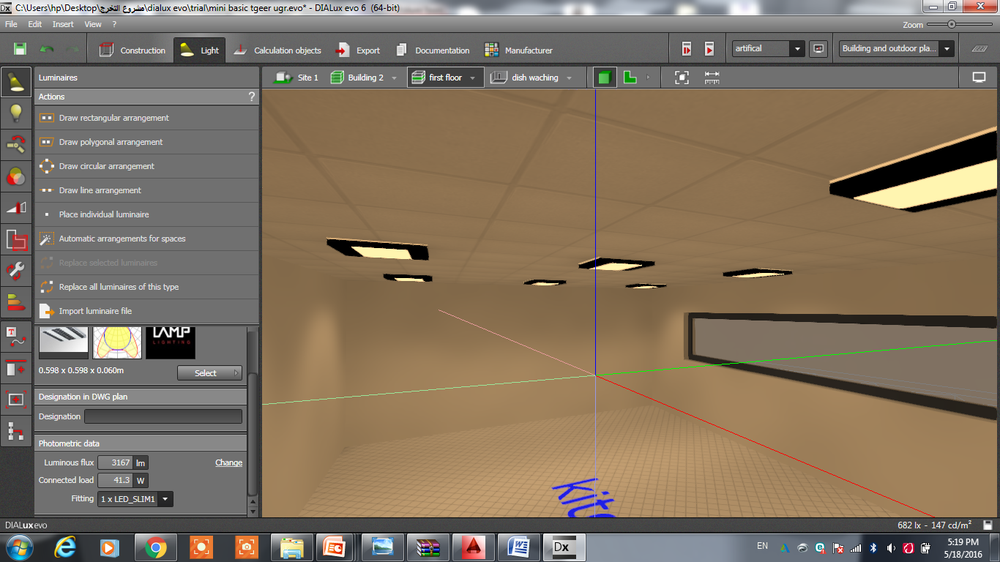 C:\Users\hp\Desktop\مشروع التخرج\dialux evo\trial\mini basic tgeer ugr.evo* - DIALux evo 6 (64-bit)
File Edit Insert View ?
Zoom
Construction Light Calculation objects Export Documentation Manufacturer artifical Building and outdoor pla...
Luminaires
Site 1 Building 2 first floor dish waching
Actions ?
Draw rectangular arrangement
Draw polygonal arrangement
Draw circular arrangement
Draw line arrangement
Place individual luminaire
Automatic arrangements for spaces
Replace selected luminaires
Replace all luminaires of this type
Import luminaire file
LAMP
LIGHTING
0.598 x 0.598 x 0.060m
Select
Designation in DWG plan
Designation
Photometric data
Luminous flux 3167 lm Change
Connected load 41.3 W
Fitting 1 x LED_SLIM1
DIALux evo
682 lx - 147 cd/m²
Dx
EN
5:19 PM
5/18/2016